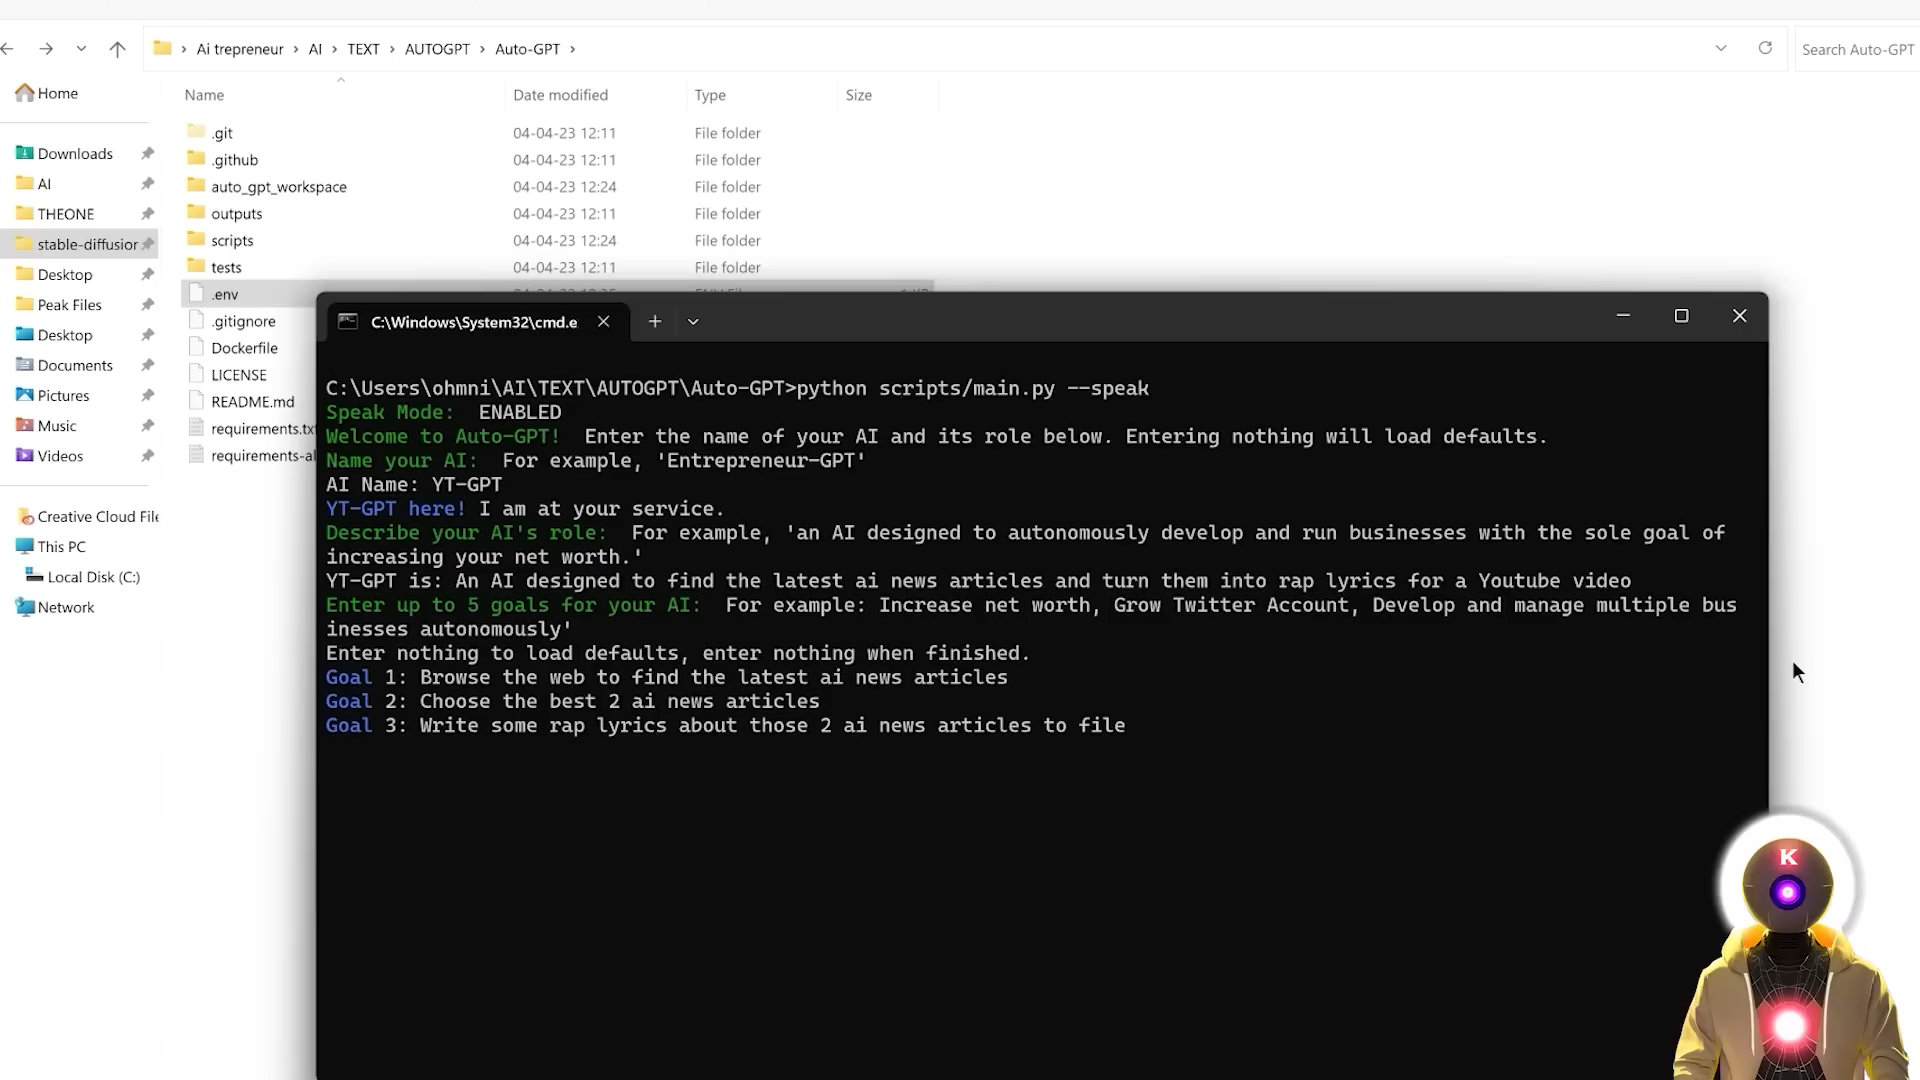 Ai trepreneur > AI > TEXT > AUTOGPT > Auto-GPT >
Search Auto-GPT
Home
Downloads
AI
THEONE
stable-diffusior
Desktop
Peak Files
Desktop
Documents
Pictures
Music
Videos
Creative Cloud File
This PC
Local Disk (C:)
Network
Name Date modified Type Size
.git 04-04-23 12:11 File folder
.github 04-04-23 12:11 File folder
auto_gpt_workspace 04-04-23 12:24 File folder
outputs 04-04-23 12:11 File folder
scripts 04-04-23 12:24 File folder
tests 04-04-23 12:11 File folder
.env
.gitignore
Dockerfile
LICENSE
README.md
requirements.txt
requirements-al
C:\Windows\System32\cmd.e
C:\Users\ohmni\AI\TEXT\AUTOGPT\Auto-GPT>python scripts/main.py --speak
Speak Mode: ENABLED
Welcome to Auto-GPT! Enter the name of your AI and its role below. Entering nothing will load defaults.
Name your AI: For example, 'Entrepreneur-GPT'
AI Name: YT-GPT
YT-GPT here! I am at your service.
Describe your AI's role: For example, 'an AI designed to autonomously develop and run businesses with the sole goal of
increasing your net worth.'
YT-GPT is: An AI designed to find the latest ai news articles and turn them into rap lyrics for a Youtube video
Enter up to 5 goals for your AI: For example: Increase net worth, Grow Twitter Account, Develop and manage multiple bus
inesses autonomously'
Enter nothing to load defaults, enter nothing when finished.
Goal 1: Browse the web to find the latest ai news articles
Goal 2: Choose the best 2 ai news articles
Goal 3: Write some rap lyrics about those 2 ai news articles to file
K